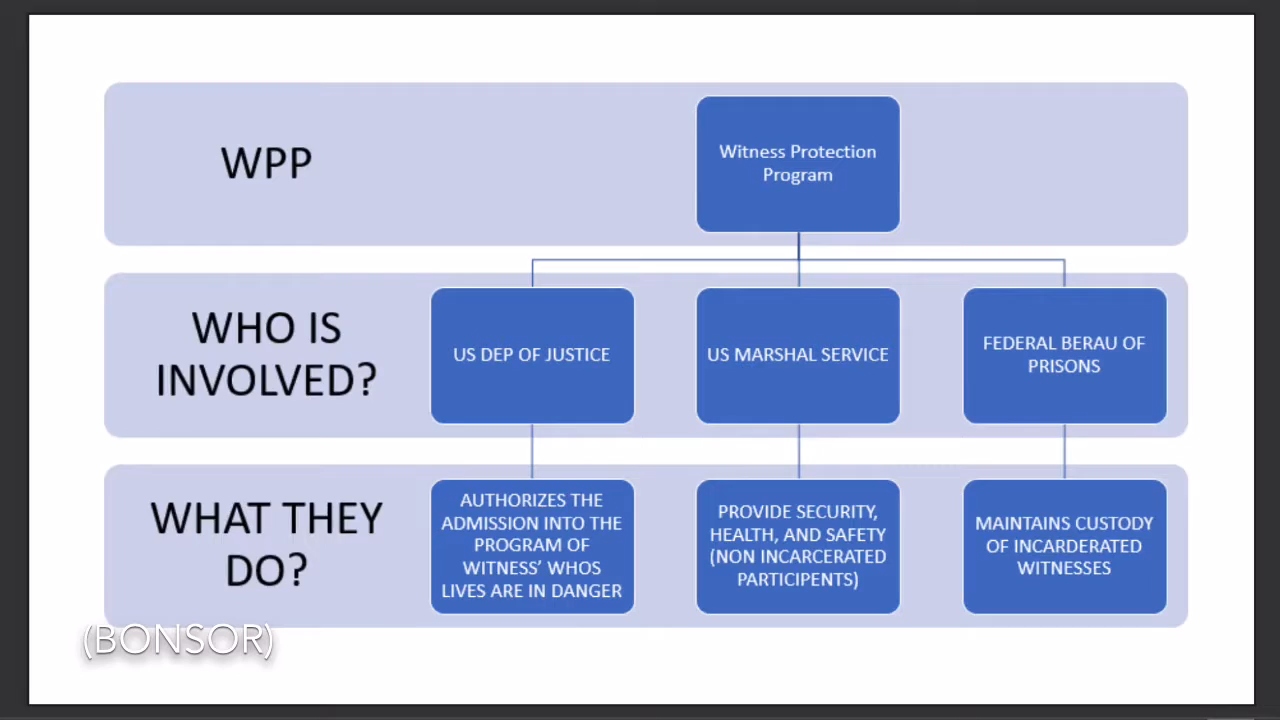 WPP
Witness Protection
Program
WHO IS
INVOLVED?
US DEP OF JUSTICE
US MARSHAL SERVICE
FEDERAL BERAU OF
PRISONS
WHAT THEY
DO?
AUTHORIZES THE
ADMISSION INTO THE
PROGRAM OF
WITNESS’ WHOS
LIVES ARE IN DANGER
PROVIDE SECURITY,
HEALTH, AND SAFETY
(NON INCARCERATED
PARTICIPENTS)
MAINTAINS CUSTODY
OF INCARDERATED
WITNESSES
(BONSOR)